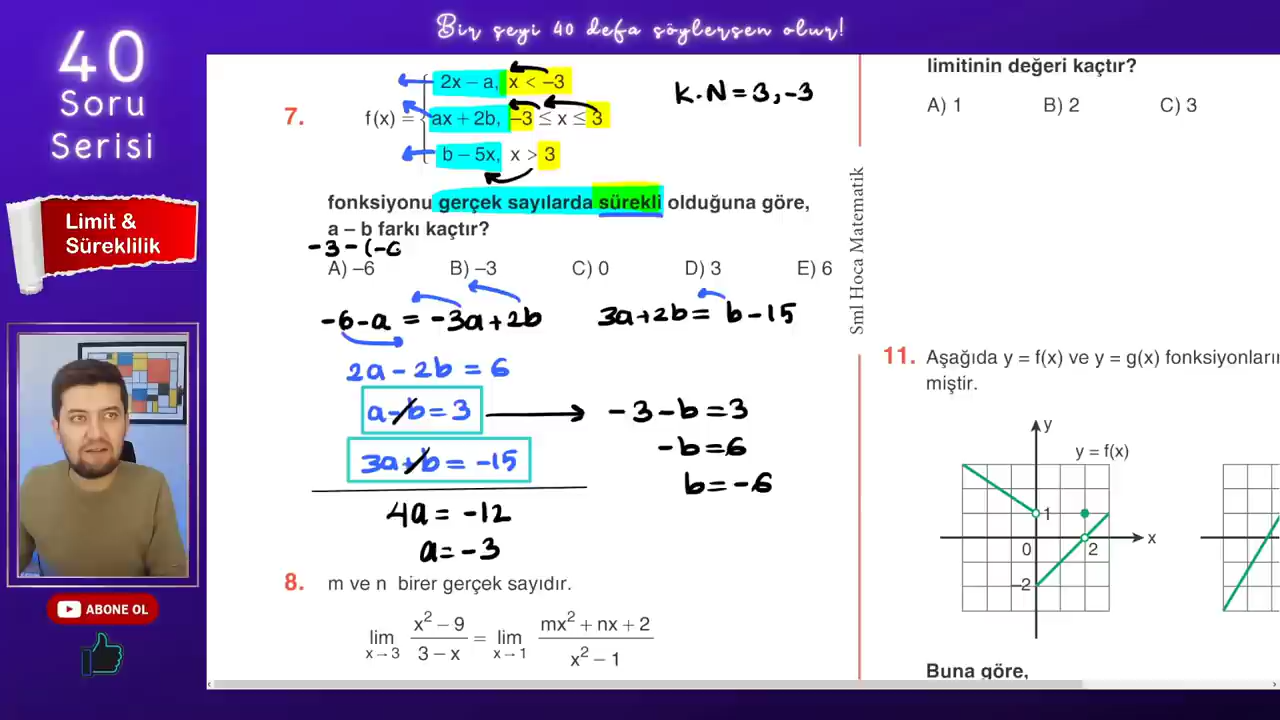 Bir şeyi 40 defa söylersen olur!
40
Soru
Serisi
Limit &
Süreklilik
ABONE OL
7.
f(x) =
2x – a, x < –3
ax + 2b, –3 ≤ x ≤ 3
b – 5x, x > 3
K.N = 3, -3
fonksiyonu gerçek sayılarda sürekli olduğuna göre,
a – b farkı kaçtır?
-3-(-6
A) –6 B) –3 C) 0 D) 3 E) 6
-6-a = -3a+2b
3a+2b = b-15
2a - 2b = 6
a-b = 3
3a+b = -15
4a = -12
a = -3
-3-b = 3
-b = 6
b = -6
8. m ve n birer gerçek sayıdır.
lim x→3 (x² – 9)/(3 – x) = lim x→1 (mx² + nx + 2)/(x² – 1)
Sml Hoca Matematik
limitinin değeri kaçtır?
A) 1 B) 2 C) 3
11. Aşağıda y = f(x) ve y = g(x) fonksiyonların
miştir.
y
y = f(x)
1
x
0
2
–2
Buna göre,